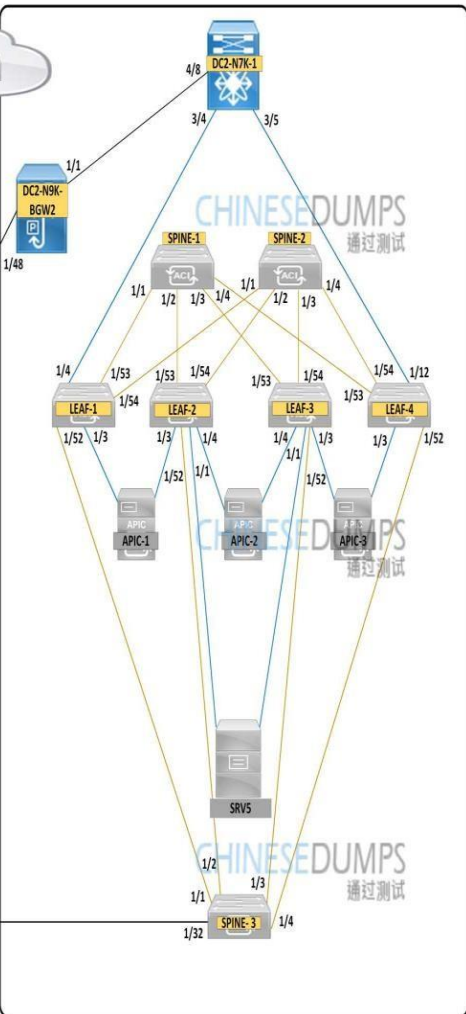 DC2-N7K-1
4/8
3/4
3/5
1/1
DC2-N9K-
BGW2
P
1/48
CHINESEDUMPS
通过测试
SPINE-1
SPINE-2
ACI
ACI
1/1
1/2
1/3
1/4
1/1
1/2
1/3
1/4
1/4
1/53
1/54
1/53
1/54
1/53
1/54
1/53
1/54
1/12
LEAF-1
LEAF-2
LEAF-3
LEAF-4
1/52
1/3
1/3
1/4
1/52
1/1
1/4
1/3
1/1
1/52
1/3
1/52
APIC
APIC-1
APIC
APIC-2
APIC
APIC-3
CHINESEDUMPS
通过测试
SRV5
CHINESEDUMPS
通过测试
1/2
1/3
1/1
1/4
1/32
SPINE- 3